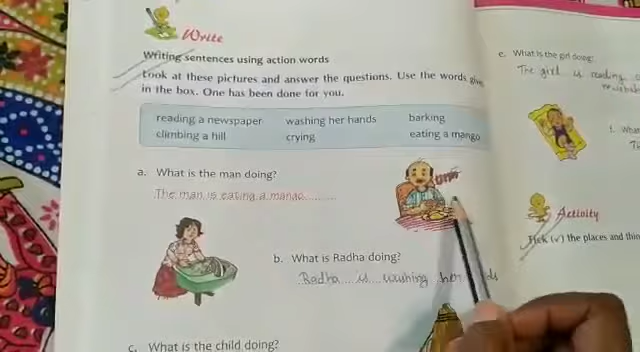 Write
Writing sentences using action words
Look at these pictures and answer the questions. Use the words given
in the box. One has been done for you.
reading a newspaper washing her hands barking
climbing a hill crying eating a mango
a. What is the man doing?
The man is eating a mango.
b. What is Radha doing?
Radha is washing her
c. What is the child doing?
e. What is the girl doing?
The girl is reading a
f. What
Activity
Tick (✓) the places and thin